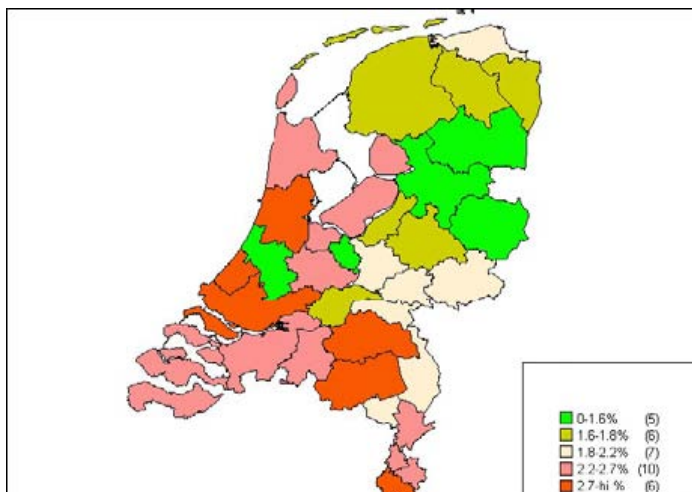 0-1.6% (5)
1.6-1.8% (6)
1.8-2.2% (7)
2.2-2.7% (10)
2.7-hi % (6)